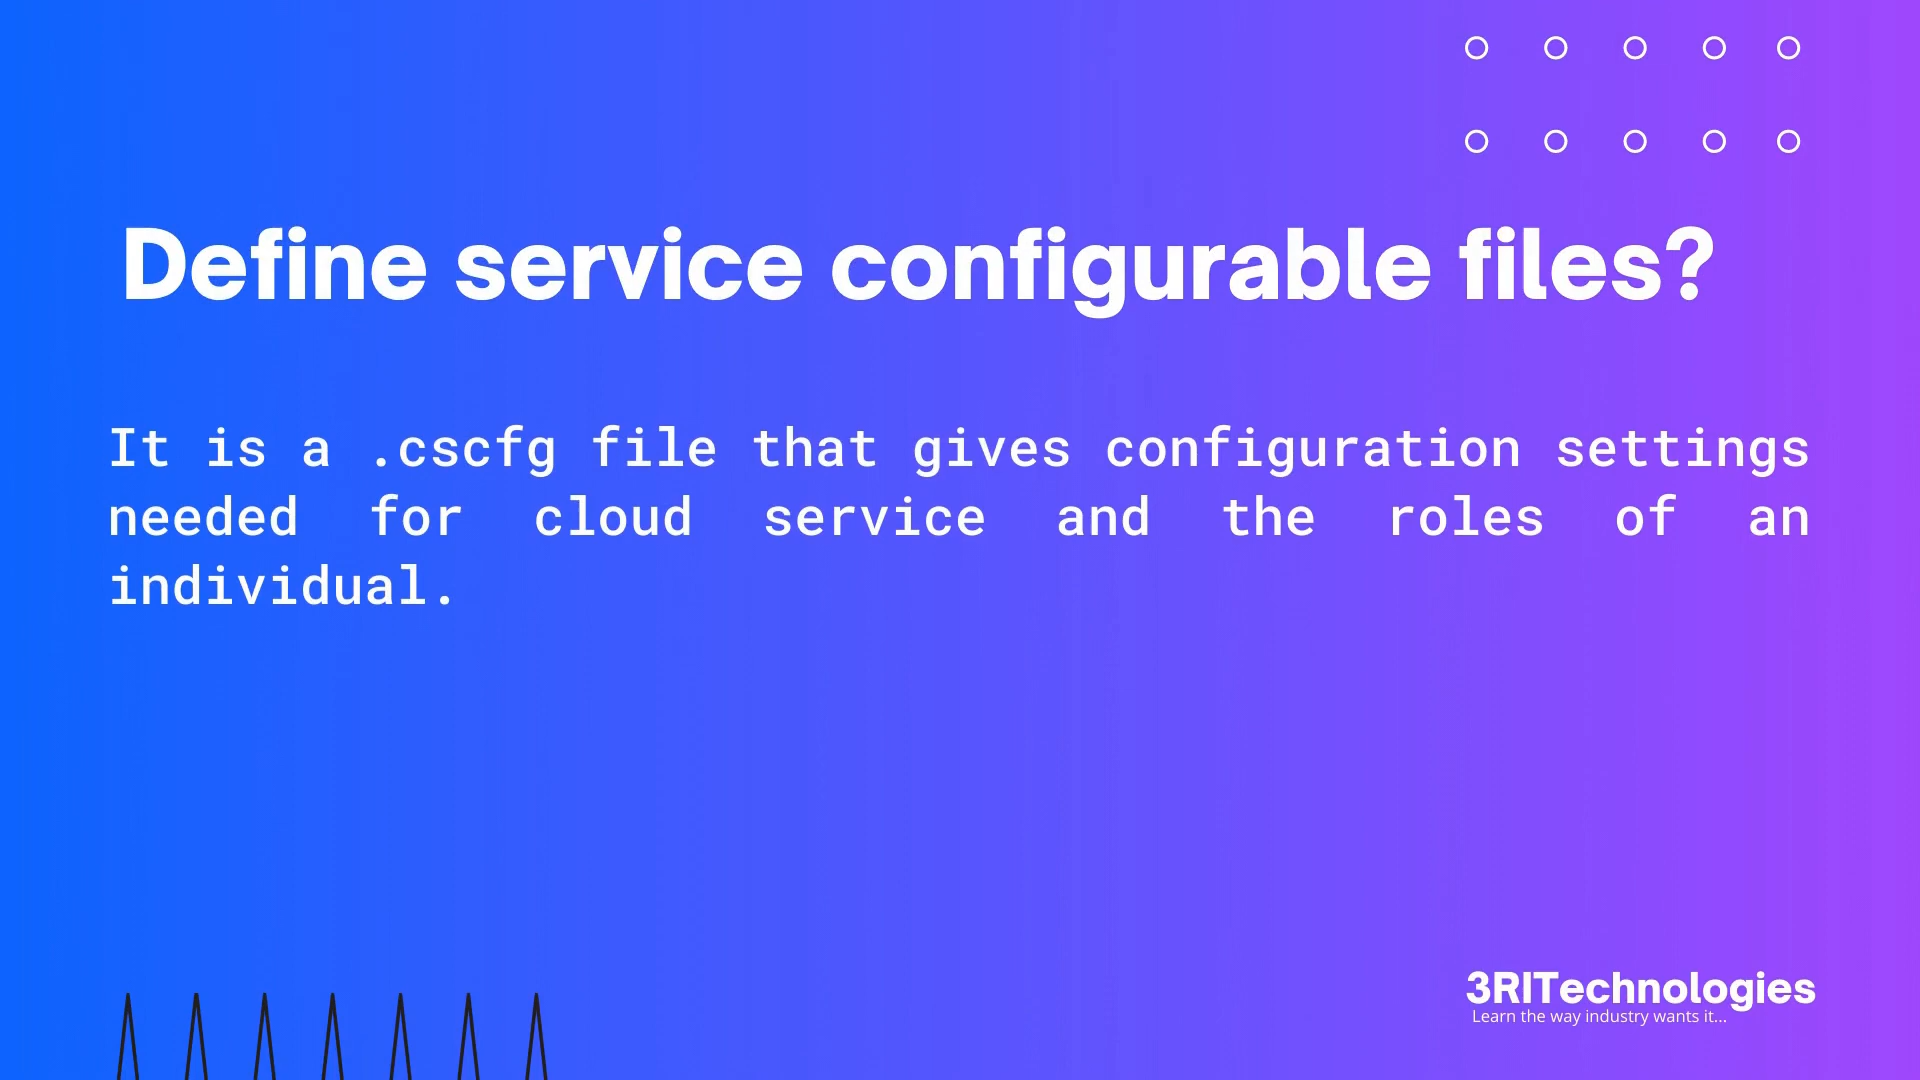 Define service configurable files?
It is a .cscfg file that gives configuration settings
needed for cloud service and the roles of an
individual.
3RITechnologies
Learn the way industry wants it...